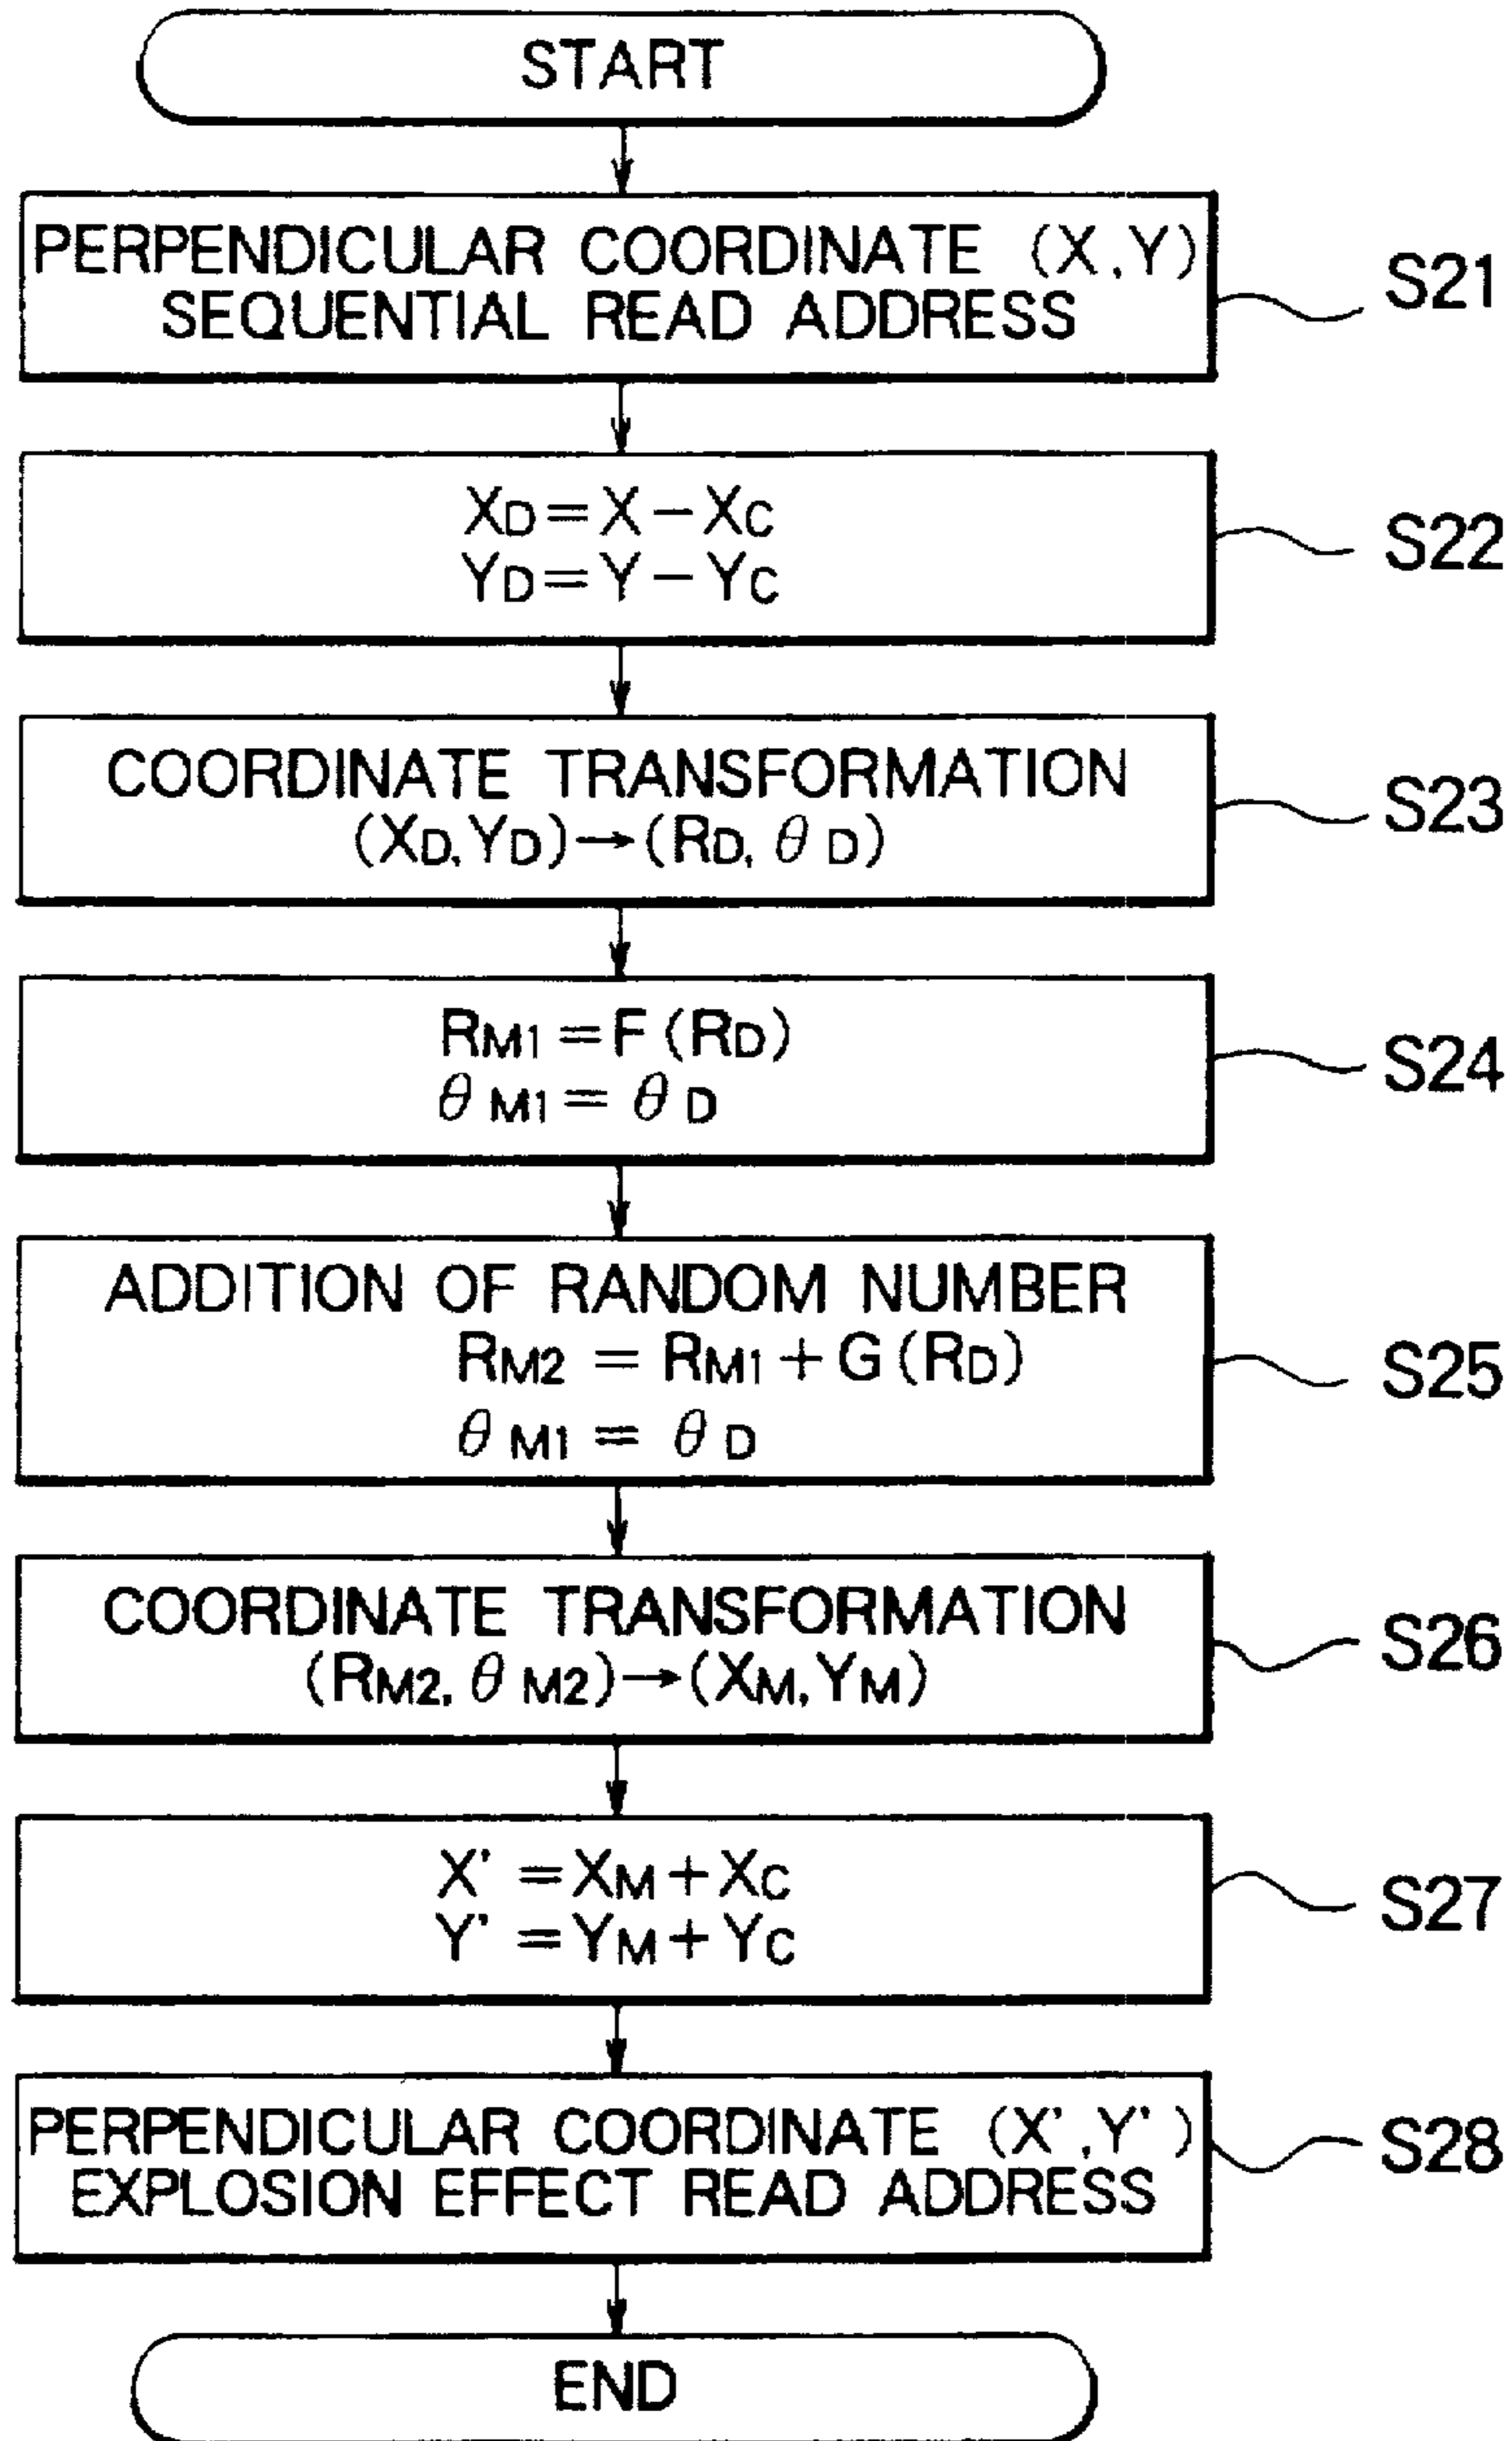 START
PERPENDICULAR COORDINATE (X,Y)
SEQUENTIAL READ ADDRESS
S21
XD=X-XC
YD=Y-YC
S22
COORDINATE TRANSFORMATION
(XD,YD)→(RD,θD)
S23
RM1=F(RD)
θM1=θD
S24
ADDITION OF RANDOM NUMBER
RM2=RM1+G(RD)
θM1=θD
S25
COORDINATE TRANSFORMATION
(RM2,θM2)→(XM,YM)
S26
X'=XM+XC
Y'=YM+YC
S27
PERPENDICULAR COORDINATE (X',Y')
EXPLOSION EFFECT READ ADDRESS
S28
END